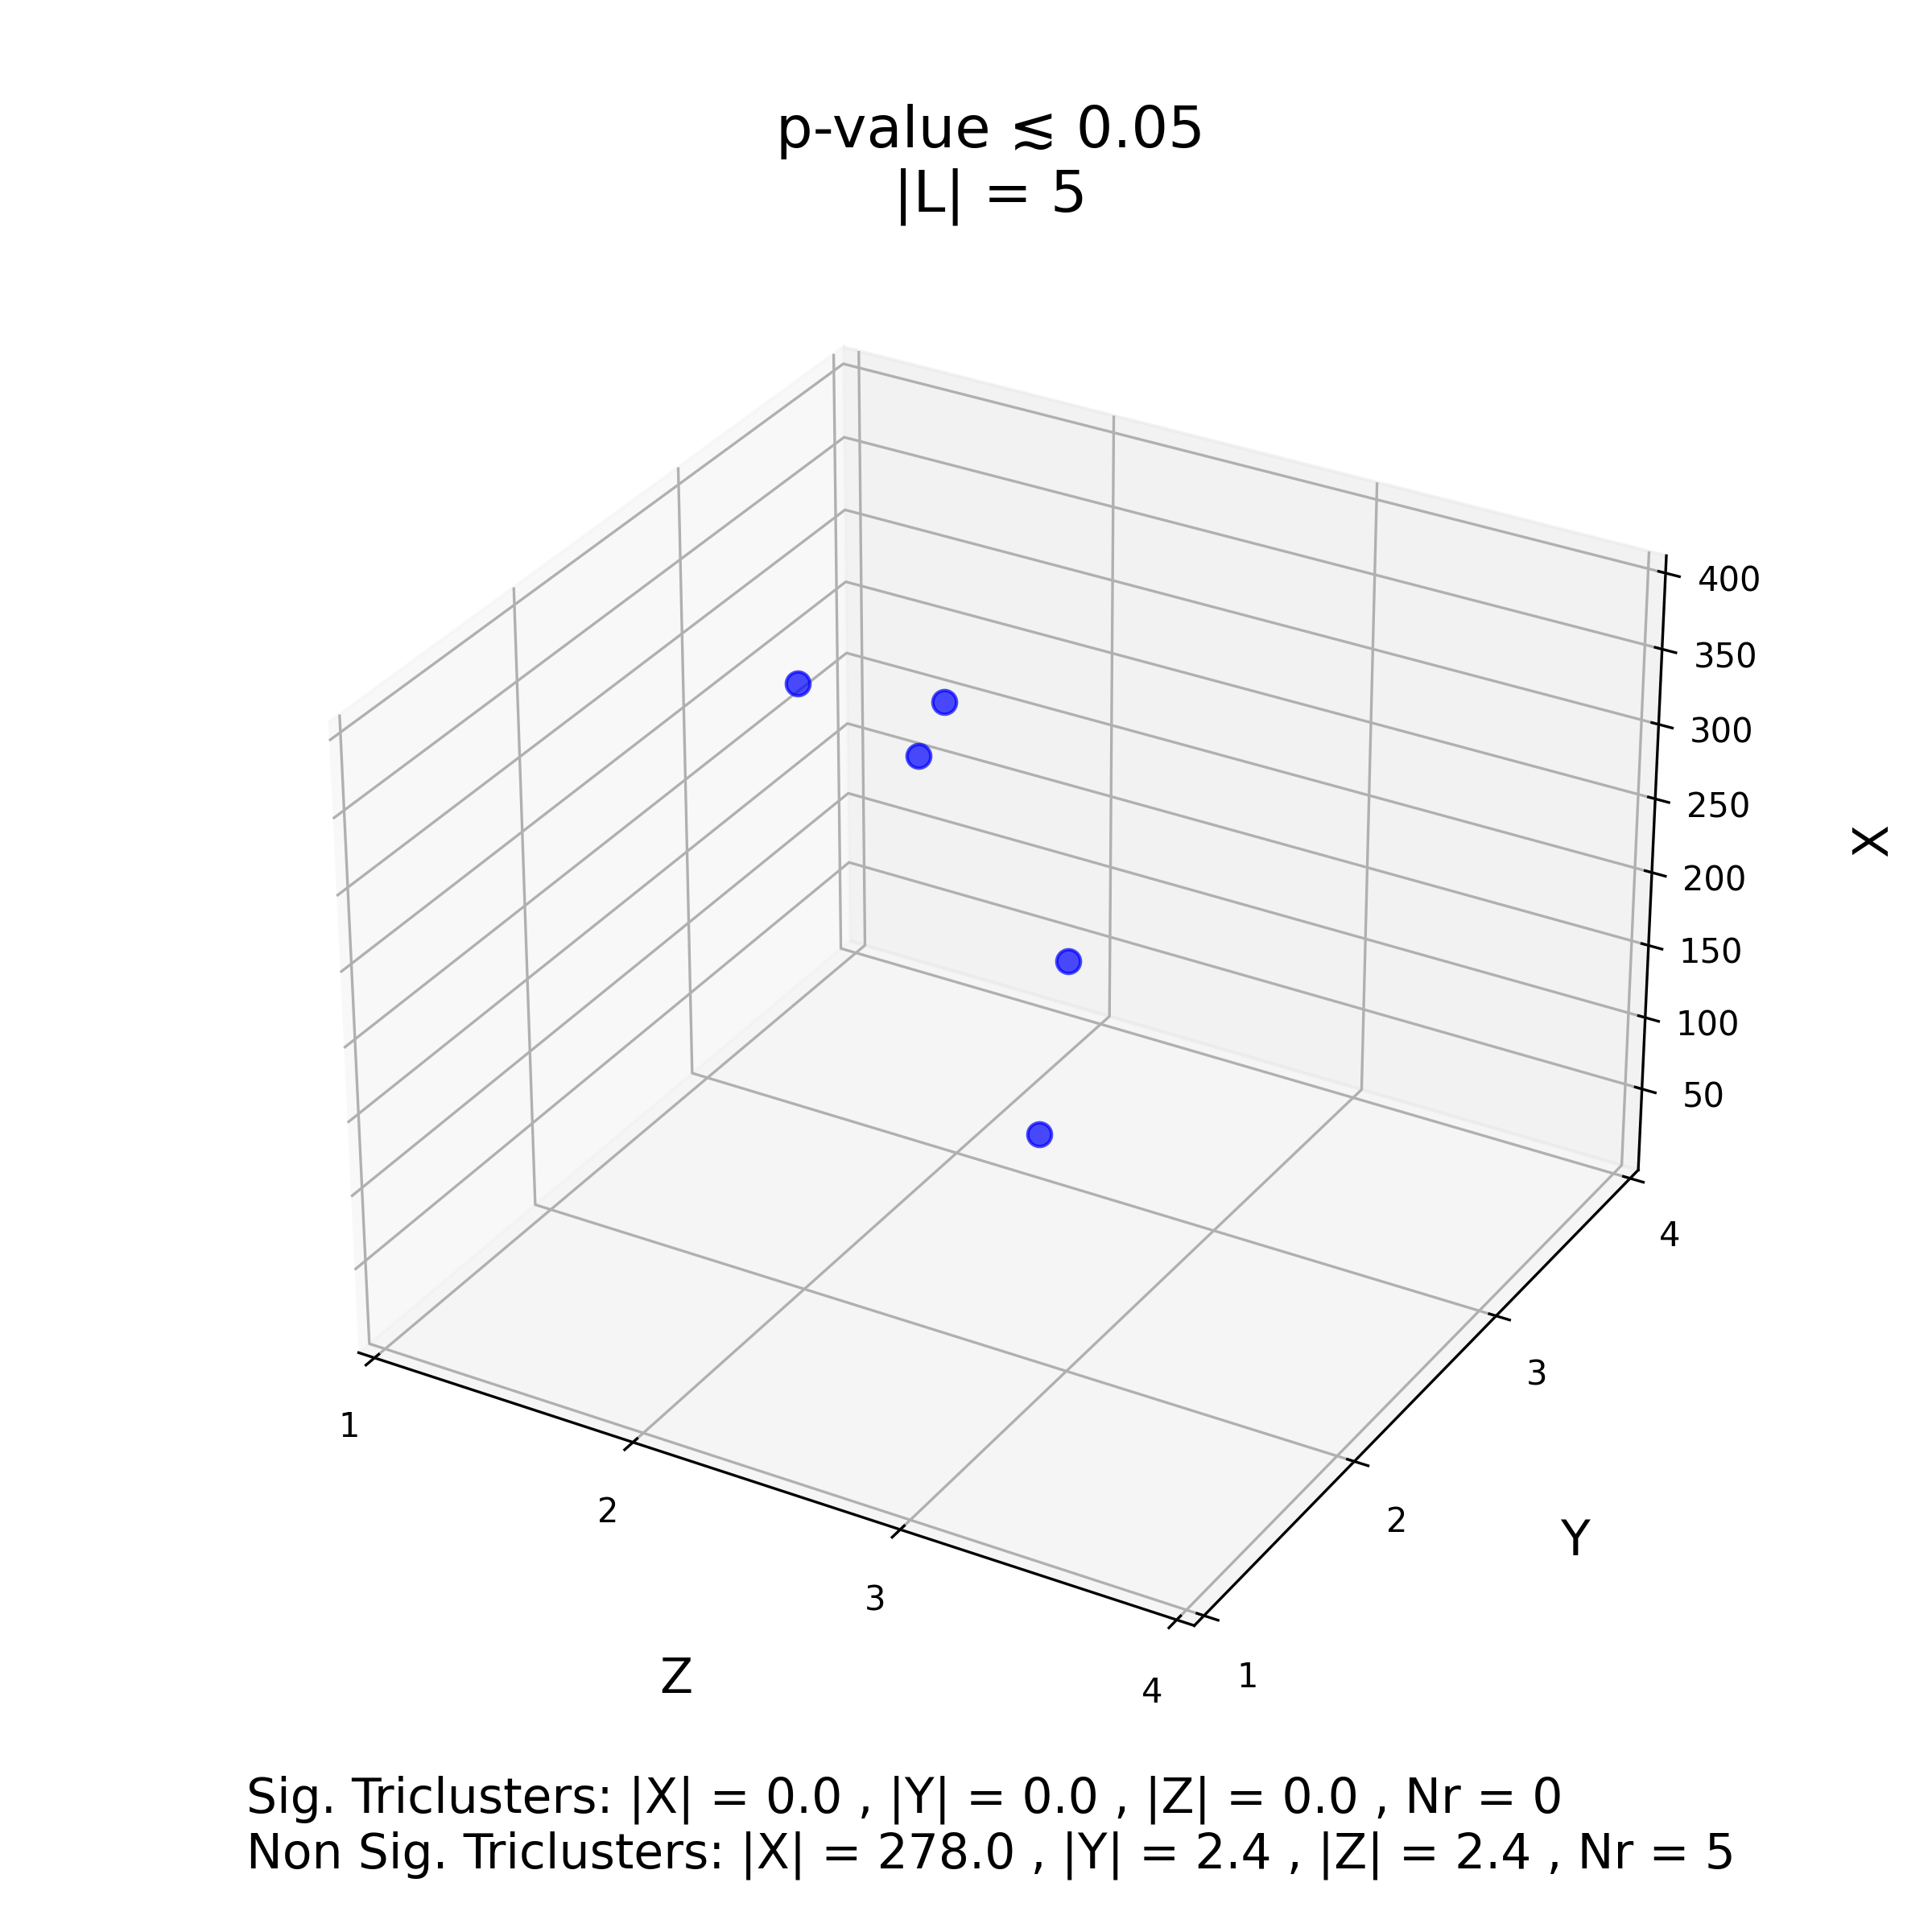 p-value ≲ 0.05
|L| = 5
400
350
300
250
200
150
100
50
X
4
3
2
1
Y
1
2
3
4
Z
Sig. Triclusters: |X| = 0.0 , |Y| = 0.0 , |Z| = 0.0 , Nr = 0
Non Sig. Triclusters: |X| = 278.0 , |Y| = 2.4 , |Z| = 2.4 , Nr = 5